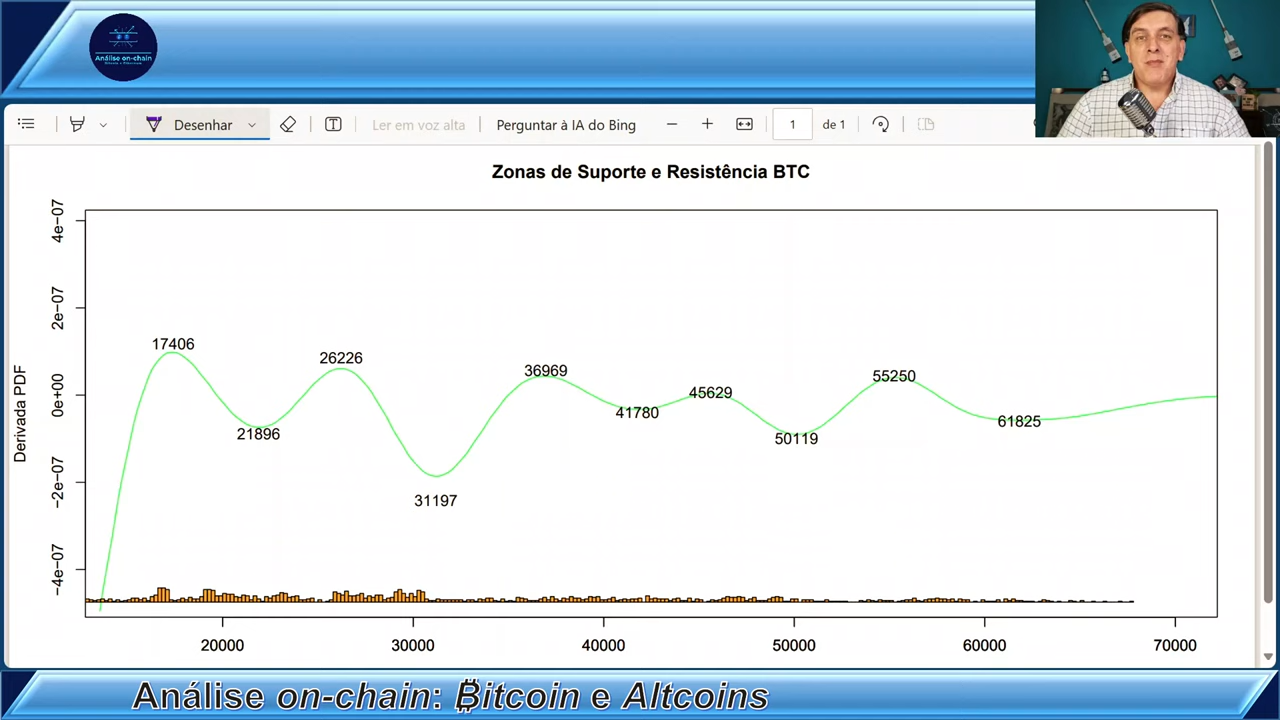 Análise on-chain
Desenhar
Ler em voz alta
Perguntar à IA do Bing
1
de 1
Zonas de Suporte e Resistência BTC
Derivada PDF
4e−07
2e−07
0e+00
−2e−07
−4e−07
17406
21896
26226
31197
36969
41780
45629
50119
55250
61825
20000
30000
40000
50000
60000
70000
Análise on-chain: ₿itcoin e Altcoins